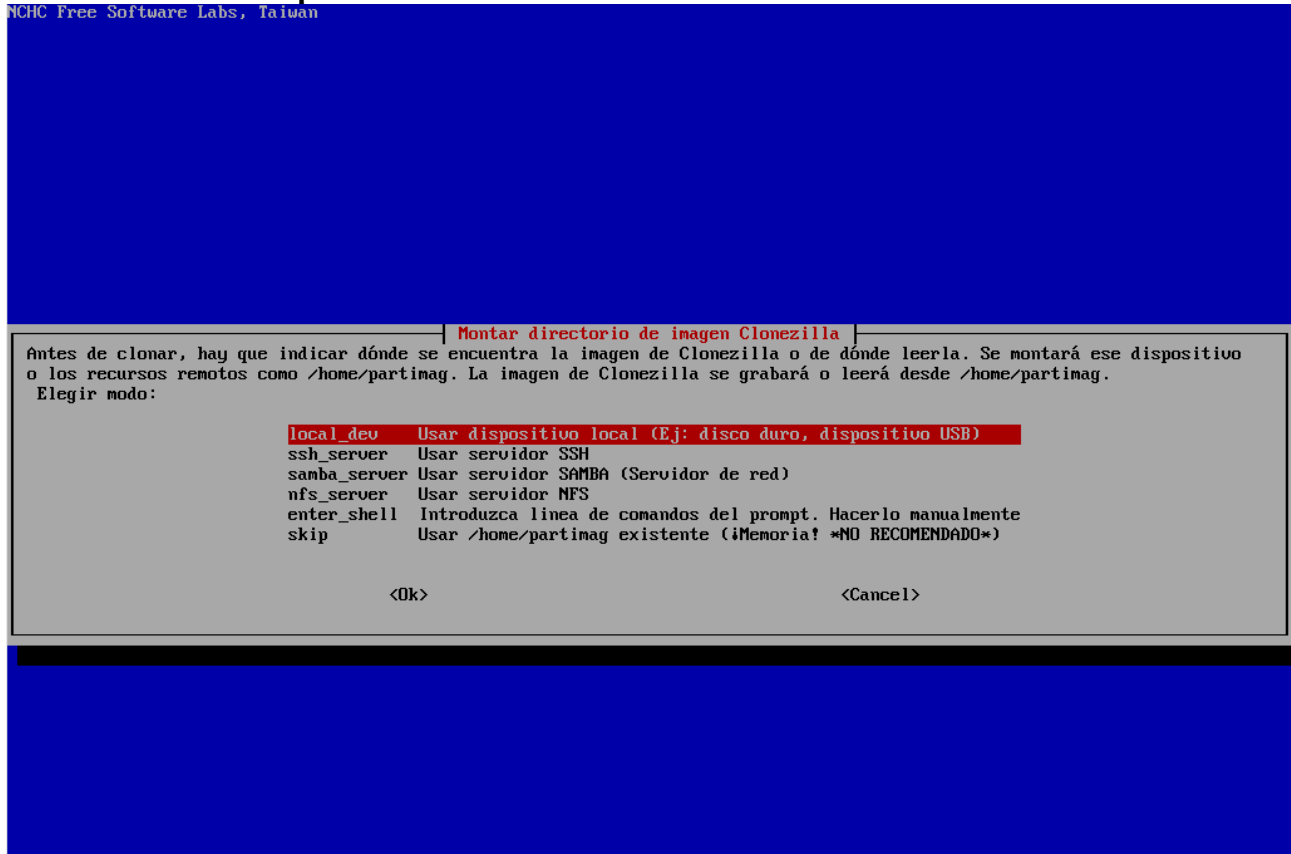 NCHC Free Software Labs, Taiwan
Montar directorio de imagen Clonezilla
Antes de clonar, hay que indicar dónde se encuentra la imagen de Clonezilla o de dónde leerla. Se montará ese dispositivo
o los recursos remotos como /home/partimag. La imagen de Clonezilla se grabará o leerá desde /home/partimag.
Elegir modo:
local_dev Usar dispositivo local (Ej: disco duro, dispositivo USB)
ssh_server Usar servidor SSH
samba_server Usar servidor SAMBA (Servidor de red)
nfs_server Usar servidor NFS
enter_shell Introduzca linea de comandos del prompt. Hacerlo manualmente
skip Usar /home/partimag existente (¡Memoria! *NO RECOMENDADO*)
<Ok> <Cancel>